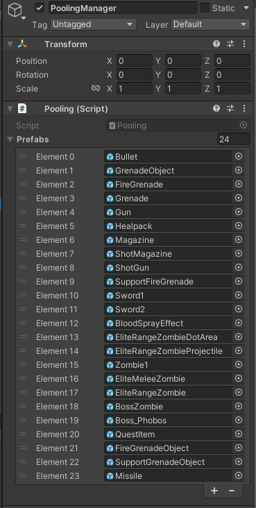 PoolingManager Static
Tag Untagged Layer Default
Transform
Position X 0 Y 0 Z 0
Rotation X 0 Y 0 Z 0
Scale X 1 Y 1 Z 1
Pooling (Script)
Script Pooling
Prefabs 24
Element 0 Bullet
Element 1 GrenadeObject
Element 2 FireGrenade
Element 3 Grenade
Element 4 Gun
Element 5 Healpack
Element 6 Magazine
Element 7 ShotMagazine
Element 8 ShotGun
Element 9 SupportFireGrenade
Element 10 Sword1
Element 11 Sword2
Element 12 BloodSprayEffect
Element 13 EliteRangeZombieDotArea
Element 14 EliteRangeZombieProjectile
Element 15 Zombie1
Element 16 EliteMeleeZombie
Element 17 EliteRangeZombie
Element 18 BossZombie
Element 19 Boss_Phobos
Element 20 QuestItem
Element 21 FireGrenadeObject
Element 22 SupportGrenadeObject
Element 23 Missile
+ −